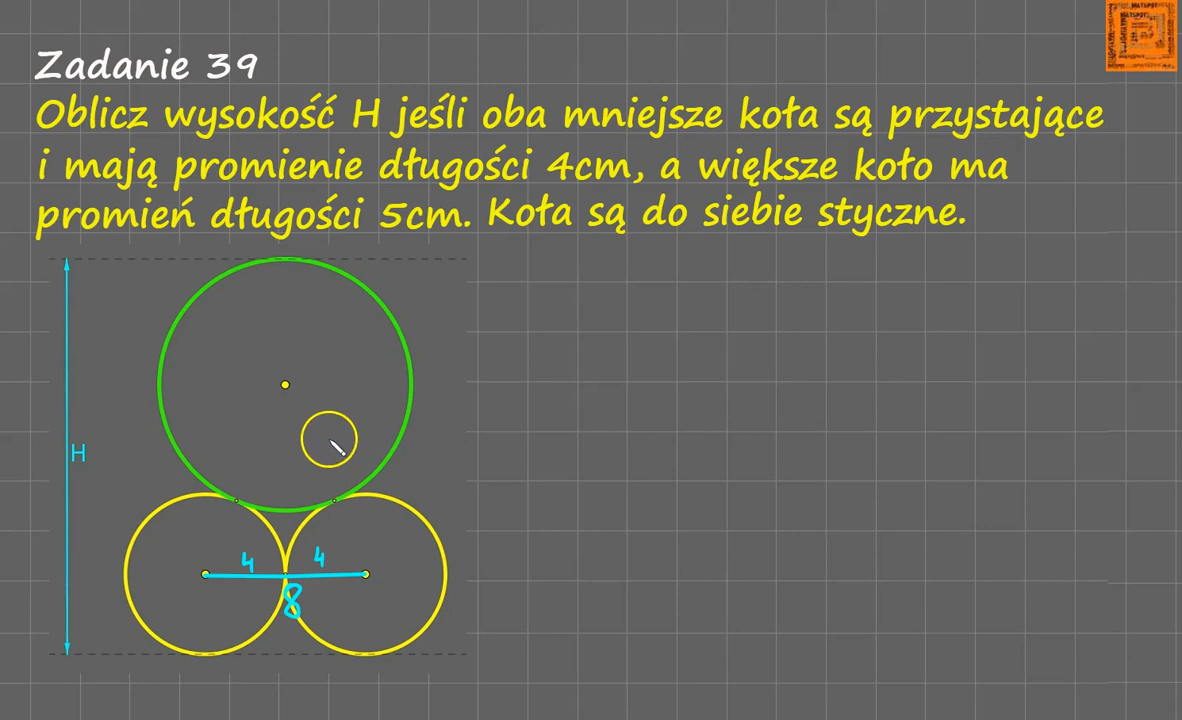 Zadanie 39
Oblicz wysokość H jeśli oba mniejsze koła są przystające
i mają promienie długości 4cm, a większe koło ma
promień długości 5cm. Koła są do siebie styczne.
H
4 4
8